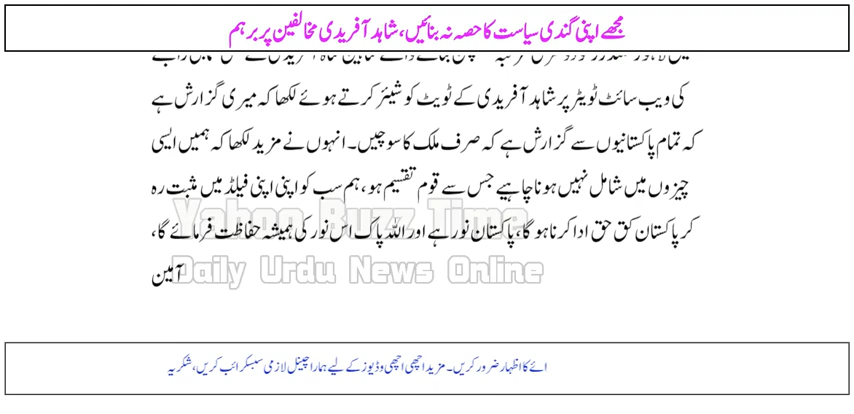 مجھے اپنی گندی سیاست کا حصہ نہ بنائیں، شاہد آفریدی مخالفین پر برہم
کی ویب سائٹ ٹویٹر پر شاہد آفریدی کے ٹویٹ کو شیئر کرتے ہوئے لکھا کہ میری گزارش ہے
کہ تمام پاکستانیوں سے گزارش ہے کہ صرف ملک کا سوچیں۔ انہوں نے مزید لکھا کہ ہمیں ایسی
چیزوں میں شامل نہیں ہونا چاہیے جس سے قوم تقسیم ہو، ہم سب کو اپنی اپنی فیلڈ میں مثبت رہ
کر پاکستان کق حق ادا کرنا ہو گا، پاکستان نور ہے اور اللہ پاک اس نور کی ہمیشہ حفاظت فرمائے گا،
آمین
Yahoo Buzz Time
Daily Urdu News Online
ائے کا اظہار ضرور کریں۔ مزید اچھی اچھی وڈیوز کے لیے ہمارا چینل لازمی سبسکرائب کریں، شکریہ